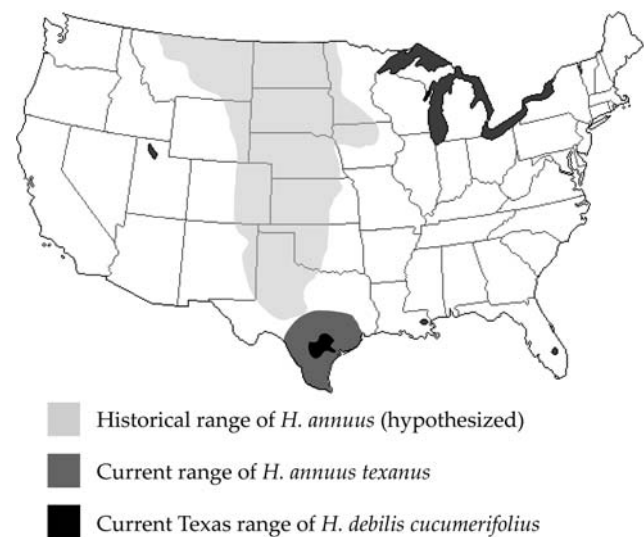 Historical range of H. annuus (hypothesized)
Current range of H. annuus texanus
Current Texas range of H. debilis cucumerifolius